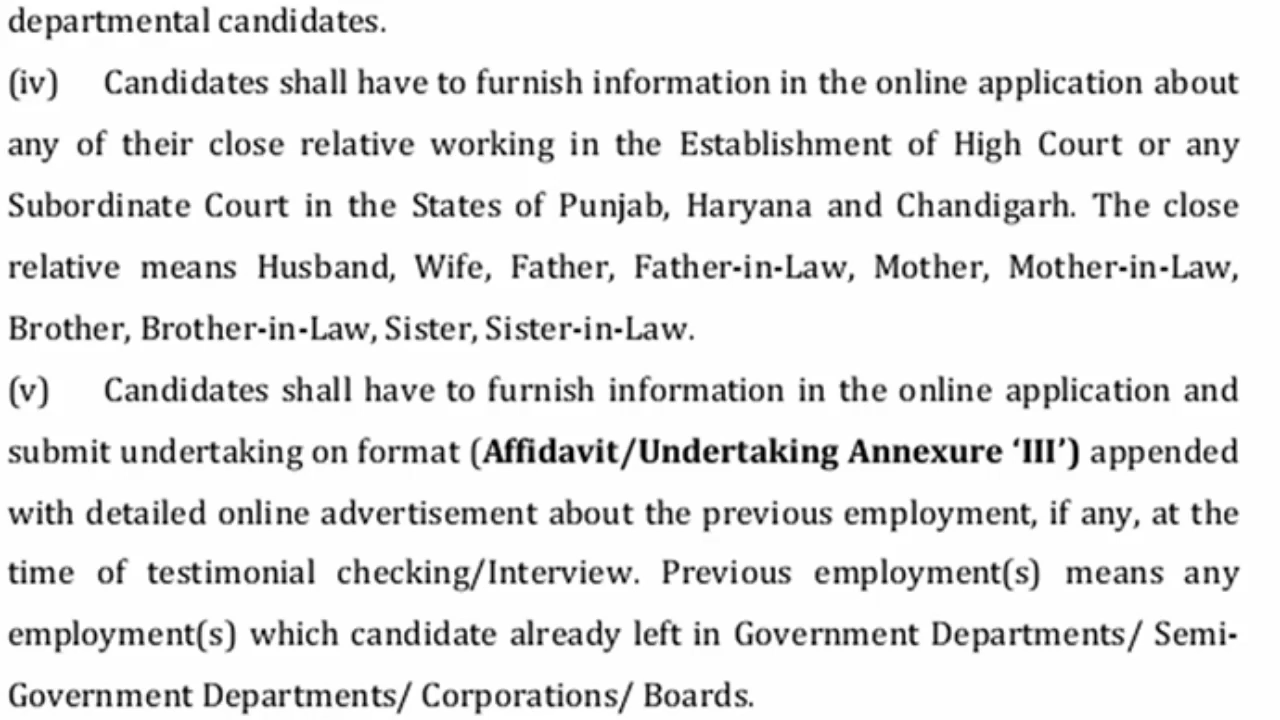 departmental candidates.
(iv) Candidates shall have to furnish information in the online application about
any of their close relative working in the Establishment of High Court or any
Subordinate Court in the States of Punjab, Haryana and Chandigarh. The close
relative means Husband, Wife, Father, Father-in-Law, Mother, Mother-in-Law,
Brother, Brother-in-Law, Sister, Sister-in-Law.
(v) Candidates shall have to furnish information in the online application and
submit undertaking on format (Affidavit/Undertaking Annexure ‘III’) appended
with detailed online advertisement about the previous employment, if any, at the
time of testimonial checking/Interview. Previous employment(s) means any
employment(s) which candidate already left in Government Departments/ Semi-
Government Departments/ Corporations/ Boards.